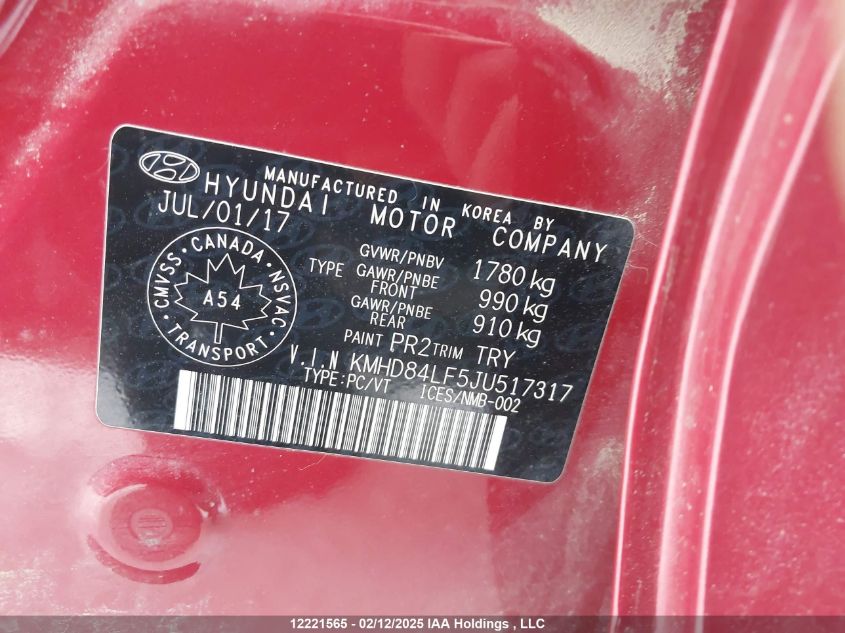 MANUFACTURED IN KOREA BY
HYUNDAI MOTOR COMPANY
JUL/01/17
GVWR/PNBV 1780 kg
TYPE GAWR/PNBE FRONT 990 kg
GAWR/PNBE REAR 910 kg
PAINT PR2 TRIM TRY
CMVSS · CANADA · NSVAC · TRANSPORT ·
A54
V.I.N KMHD84LF5JU517317
TYPE:PC/VT ICES/NMB-002
12221565 - 02/12/2025 IAA Holdings , LLC